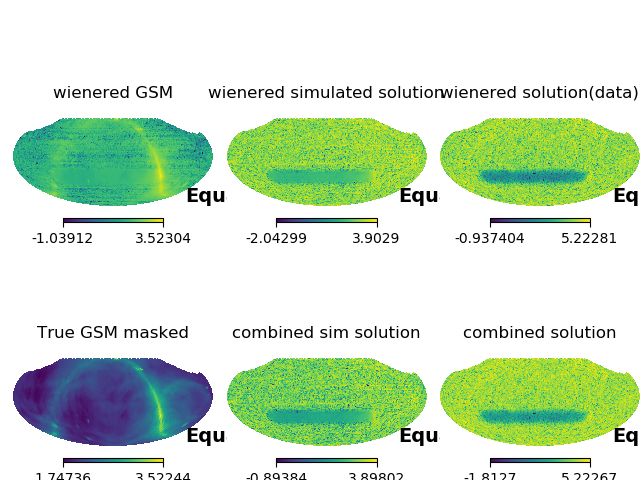 wienered GSM
wienered simulated solution
wienered solution(data)
Equ
Equ
Eq
-1.03912 3.52304
-2.04299 3.9029
-0.937404 5.22281
True GSM masked
combined sim solution
combined solution
Equ
Equ
Eq
1.74736 3.52244
-0.89384 3.89802
-1.8127 5.22267